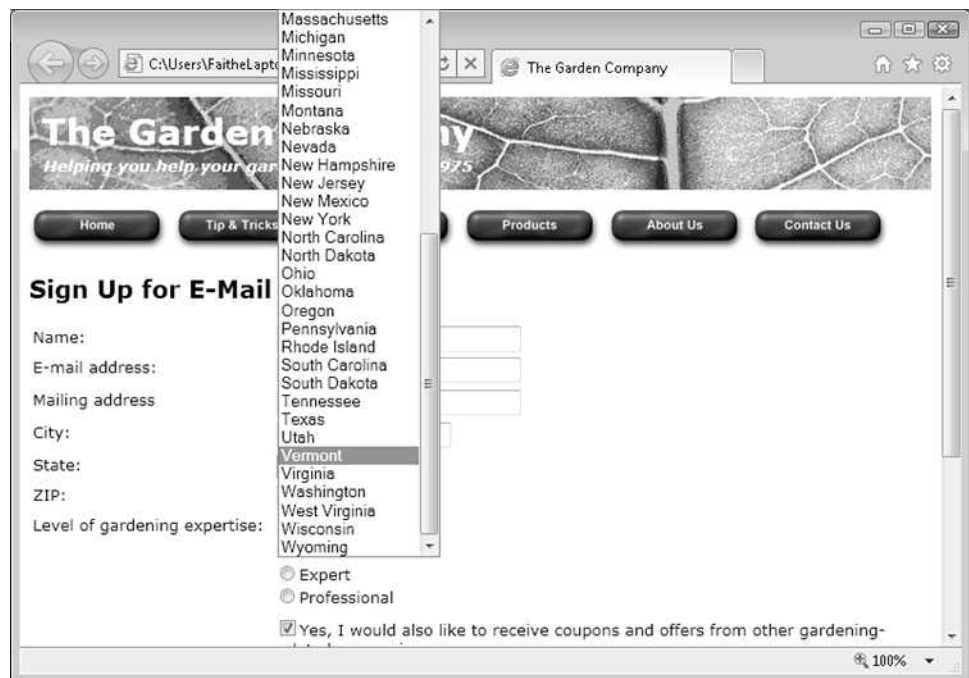 Massachusetts
Michigan
Minnesota
Mississippi
Missouri
Montana
Nebraska
Nevada
New Hampshire
New Jersey
New Mexico
New York
North Carolina
North Dakota
Ohio
Oklahoma
Oregon
Pennsylvania
Rhode Island
South Carolina
South Dakota
Tennessee
Texas
Utah
Vermont
Virginia
Washington
West Virginia
Wisconsin
Wyoming
C:\Users\FaitheLapt
The Garden Company
The Garden
y
Helping you help your gar
975
Home
Tip & Tricks
Products
About Us
Contact Us
Sign Up for E-Mail
Name:
E-mail address:
Mailing address
City:
State:
ZIP:
Level of gardening expertise:
Expert
Professional
Yes, I would also like to receive coupons and offers from other gardening-
100%